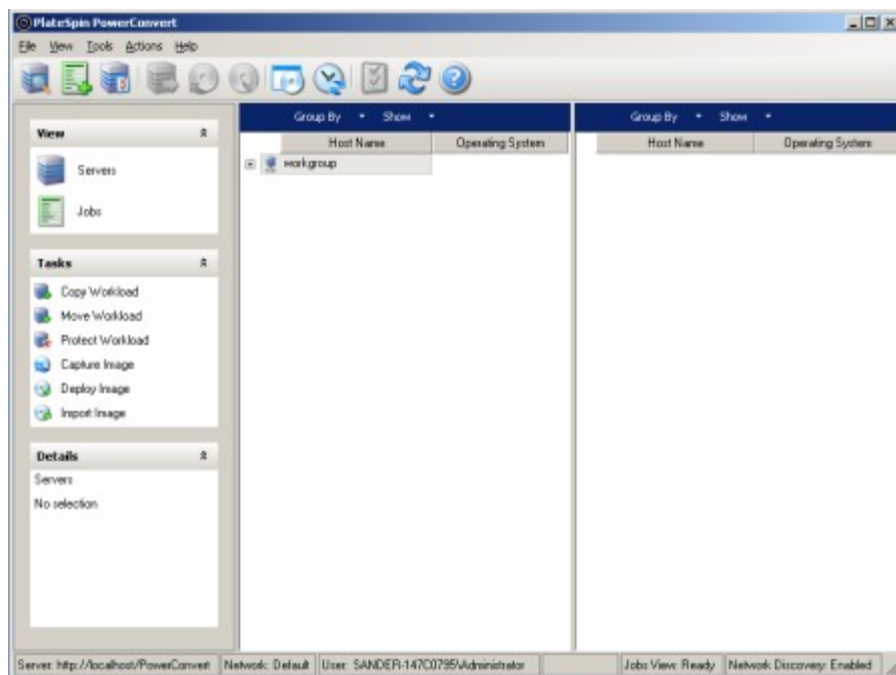 PlateSpin PowerConvert
File View Tools Actions Help
View
Servers
Jobs
Tasks
Copy Workload
Move Workload
Protect Workload
Capture Image
Deploy Image
Import Image
Details
Servers
No selection
Group By Show
Host Name Operating System
workgroup
Group By Show
Host Name Operating System
Server: http://localhost/PowerConvert Network: Default User: SANDER-147C0795\Administrator Jobs View: Ready Network Discovery: Enabled